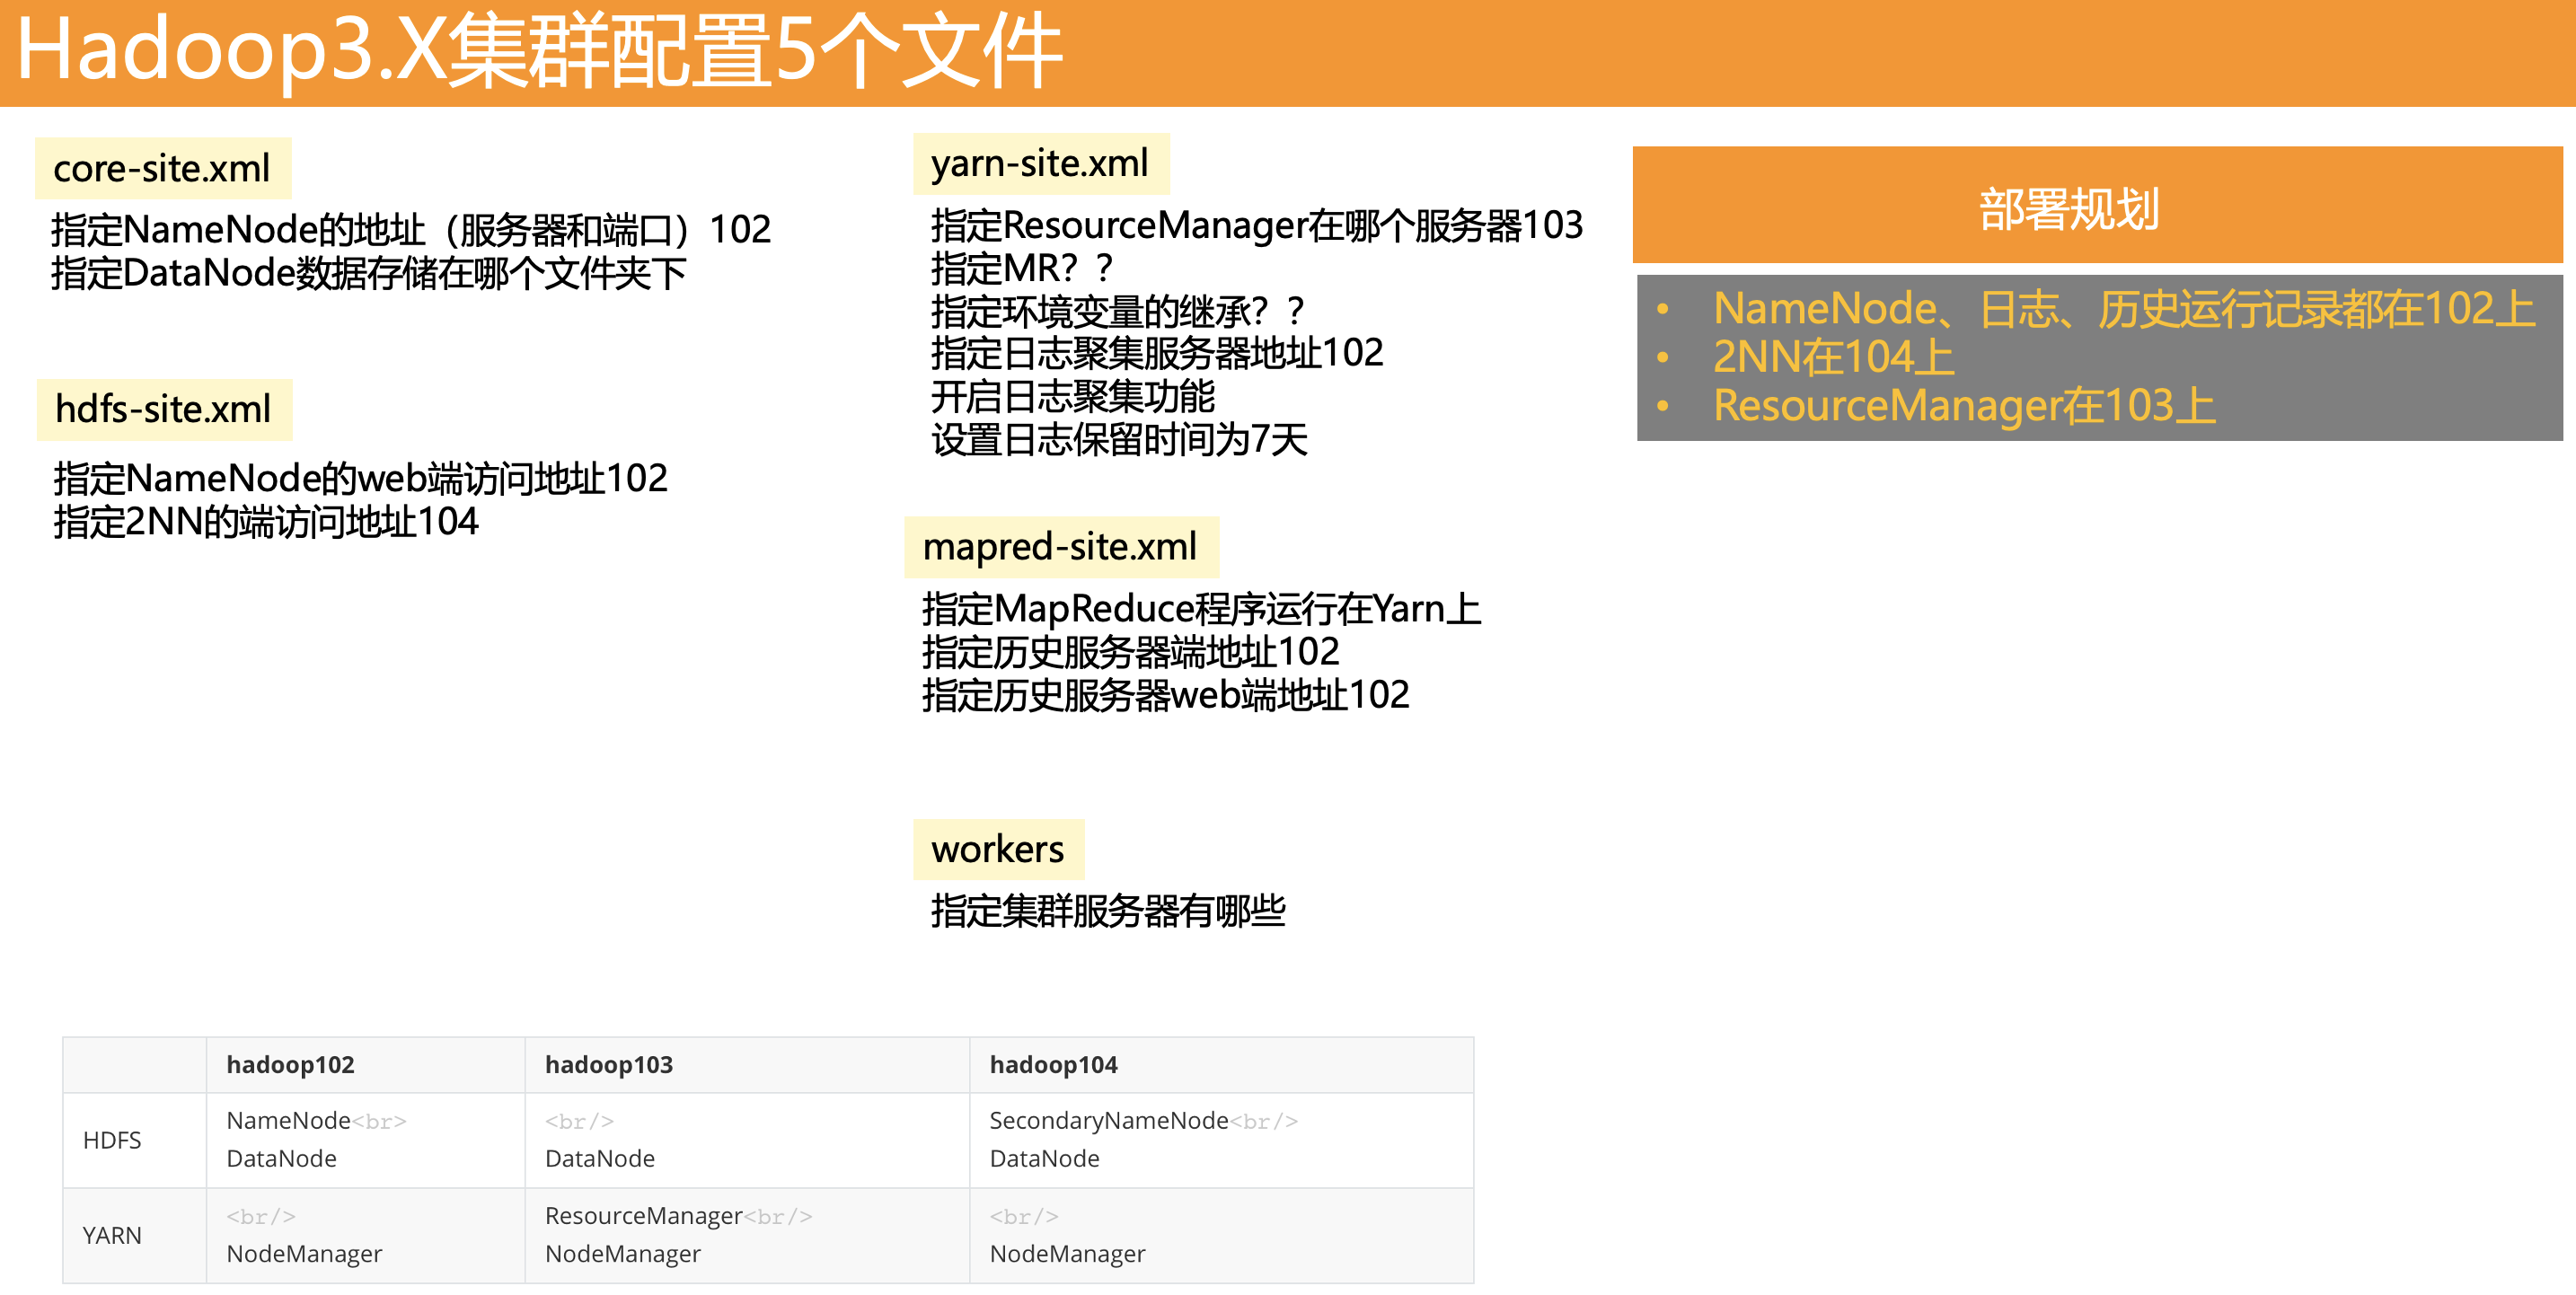 Hadoop3.X集群配置5个文件
core-site.xml
指定NameNode的地址（服务器和端口）102
指定DataNode数据存储在哪个文件夹下
hdfs-site.xml
指定NameNode的web端访问地址102
指定2NN的端访问地址104
yarn-site.xml
指定ResourceManager在哪个服务器103
指定MR？？
指定环境变量的继承？？
指定日志聚集服务器地址102
开启日志聚集功能
设置日志保留时间为7天
mapred-site.xml
指定MapReduce程序运行在Yarn上
指定历史服务器端地址102
指定历史服务器web端地址102
workers
指定集群服务器有哪些
部署规划
• NameNode、日志、历史运行记录都在102上
• 2NN在104上
• ResourceManager在103上
hadoop102 hadoop103 hadoop104
HDFS
NameNode<br>
DataNode
<br/>
DataNode
SecondaryNameNode<br/>
DataNode
YARN
<br/>
NodeManager
ResourceManager<br/>
NodeManager
<br/>
NodeManager